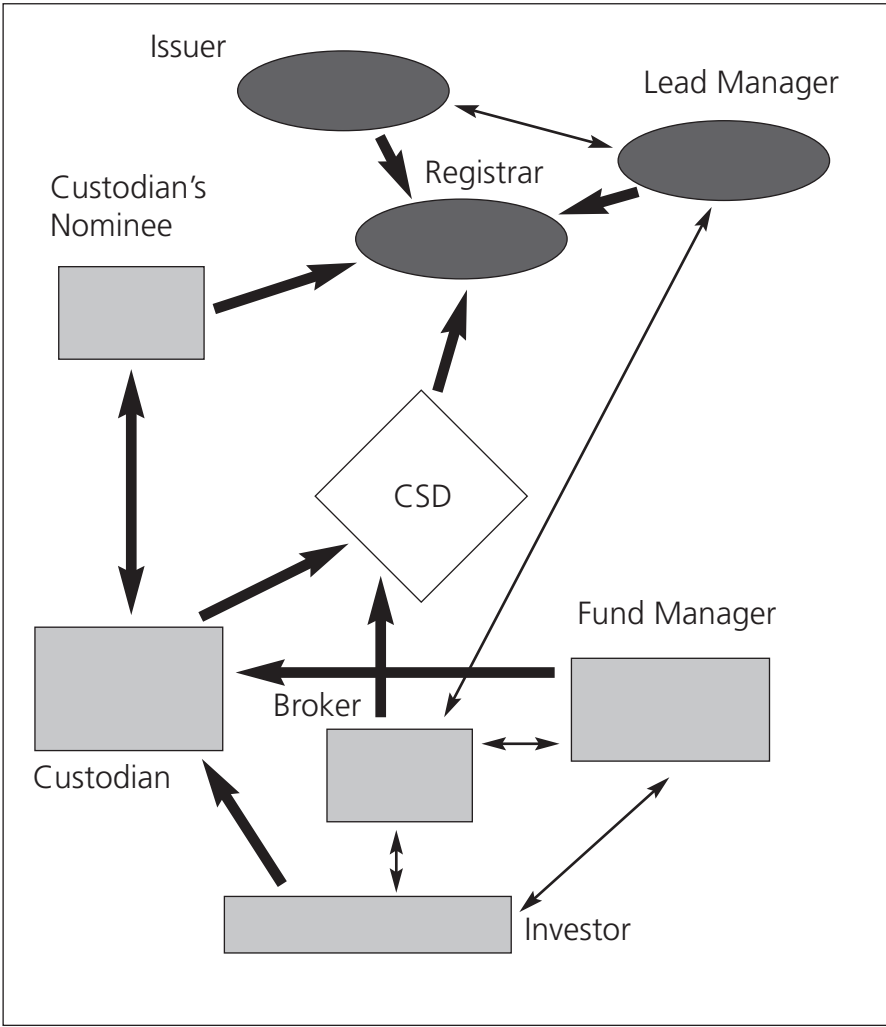 Issuer
Lead Manager
Registrar
Custodian's
Nominee
CSD
Fund Manager
Broker
Custodian
Investor